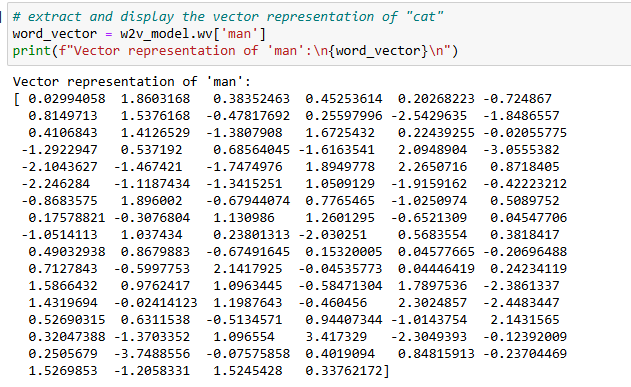 # extract and display the vector representation of "cat"
word_vector = w2v_model.wv['man']
print(f"Vector representation of 'man':\n{word_vector}\n")
Vector representation of 'man':
[ 0.02994058  1.8603168   0.38352463  0.45253614  0.20268223 -0.724867
  0.8149713   1.5376168  -0.47817692  0.25597996 -2.5429635  -1.8486557
  0.4106843   1.4126529  -1.3807908   1.6725432   0.22439255 -0.02055775
 -1.2922947   0.537192    0.68564045 -1.6163541   2.0948904  -3.0555382
 -2.1043627  -1.467421   -1.7474976   1.8949778   2.2650716   0.8718405
 -2.246284   -1.1187434  -1.3415251   1.0509129  -1.9159162  -0.42223212
 -0.8683575   1.896002   -0.67944074  0.7765465  -1.0250974   0.5089752
  0.17578821 -0.3076804   1.130986    1.2601295  -0.6521309   0.04547706
 -1.0514113   1.037434    0.23801313 -2.030251    0.5683554   0.3818417
  0.49032938  0.8679883  -0.67491645  0.15320005  0.04577665 -0.20696488
  0.7127843  -0.5997753   2.1417925  -0.04535773  0.04446419  0.24234119
  1.5866432   0.9762417   1.0963445  -0.58471304  1.7897536  -2.3861337
  1.4319694  -0.02414123  1.1987643  -0.460456    2.3024857  -2.4483447
  0.52690315  0.6311538  -0.5134571   0.94407344 -1.0143754   2.1431565
  0.32047388 -1.3703352   1.096554    3.417329   -2.3049393  -0.12392009
  0.2505679  -3.7488556  -0.07575858  0.4019094   0.84815913 -0.23704469
  1.5269853  -1.2058331   1.5245428   0.33762172]